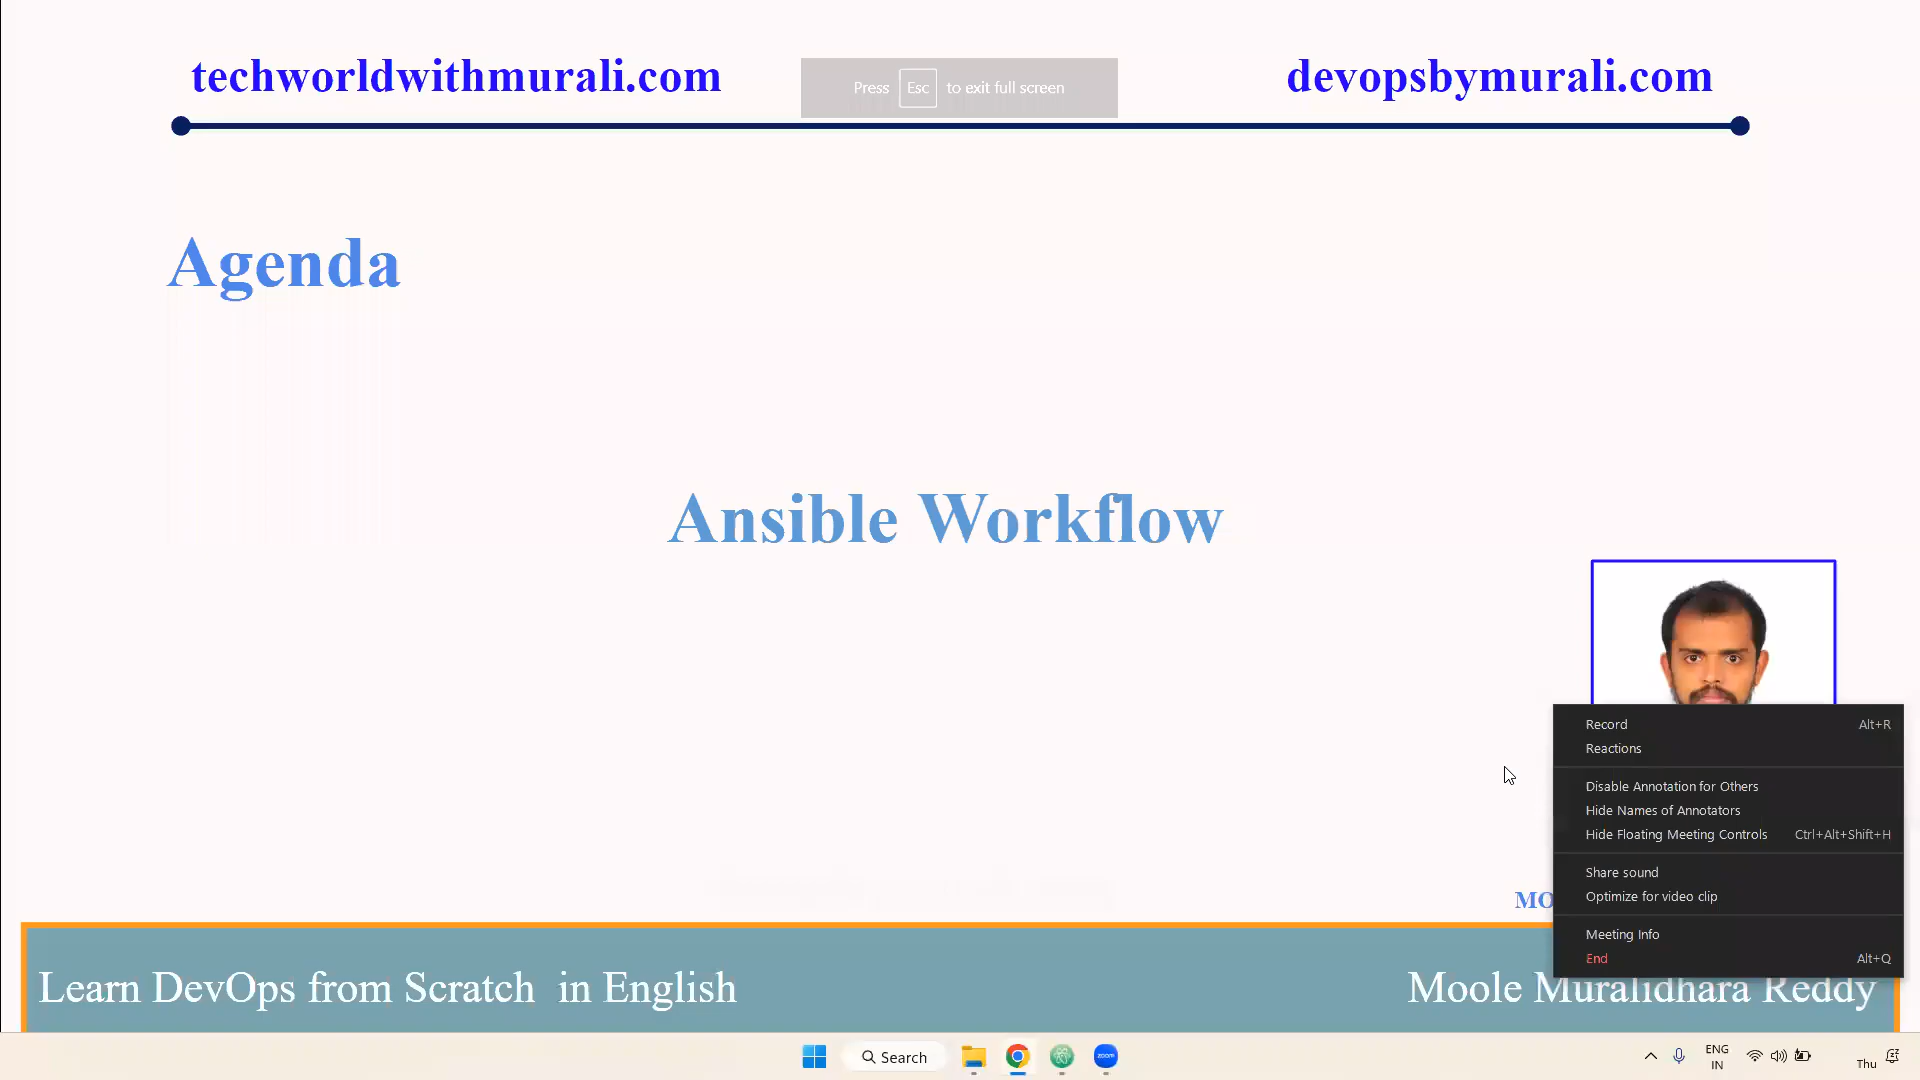 techworldwithmurali.com
Press Esc to exit full screen
devopsbymurali.com
Agenda
Ansible Workflow
Record Alt+R
Reactions
Disable Annotation for Others
Hide Names of Annotators
Hide Floating Meeting Controls Ctrl+Alt+Shift+H
Share sound
Optimize for video clip
Meeting Info
End Alt+Q
MO
Learn DevOps from Scratch in English
Moole Muralidhara Reddy
Search
zoom
ENG
IN
Thu